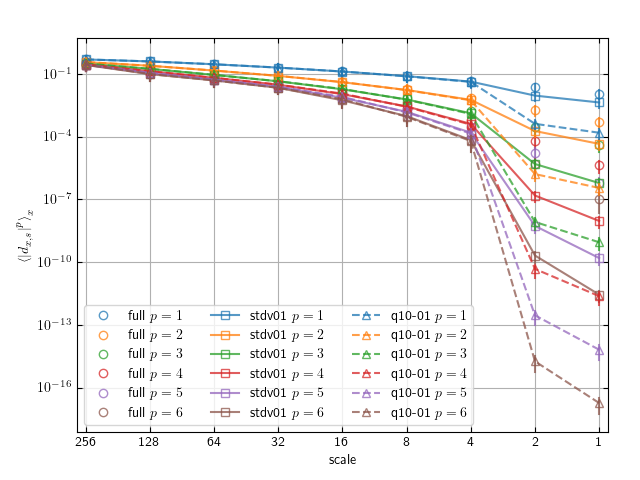 10⁻¹
10⁻⁴
10⁻⁷
10⁻¹⁰
10⁻¹³
10⁻¹⁶
⟨|d_{x,s}|^p⟩_x
full p = 1 stdv01 p = 1 q10-01 p = 1
full p = 2 stdv01 p = 2 q10-01 p = 2
full p = 3 stdv01 p = 3 q10-01 p = 3
full p = 4 stdv01 p = 4 q10-01 p = 4
full p = 5 stdv01 p = 5 q10-01 p = 5
full p = 6 stdv01 p = 6 q10-01 p = 6
256 128 64 32 16 8 4 2 1
scale